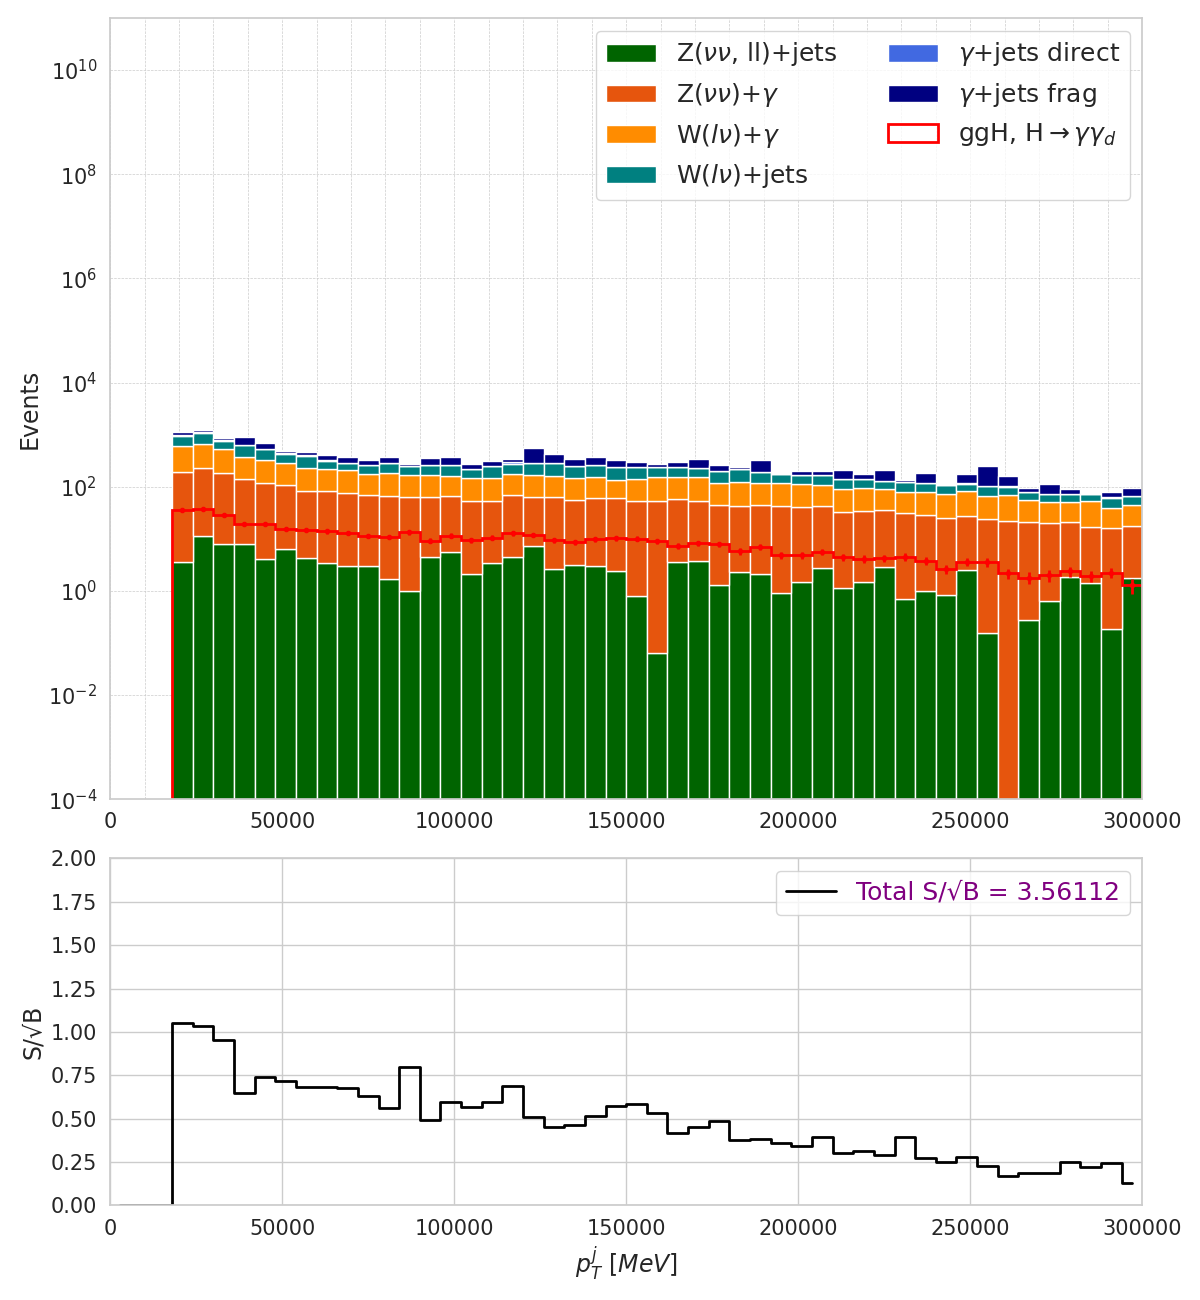 Z(νν, ll)+jets
Z(νν)+γ
W(lν)+γ
W(lν)+jets
γ+jets direct
γ+jets frag
ggH, H→γγ_d
Events
10^10
10^8
10^6
10^4
10^2
10^0
10^−2
10^−4
0 50000 100000 150000 200000 250000 300000
Total S/√B = 3.56112
S/√B
2.00
1.75
1.50
1.25
1.00
0.75
0.50
0.25
0.00
0 50000 100000 150000 200000 250000 300000
p_T^j [MeV]